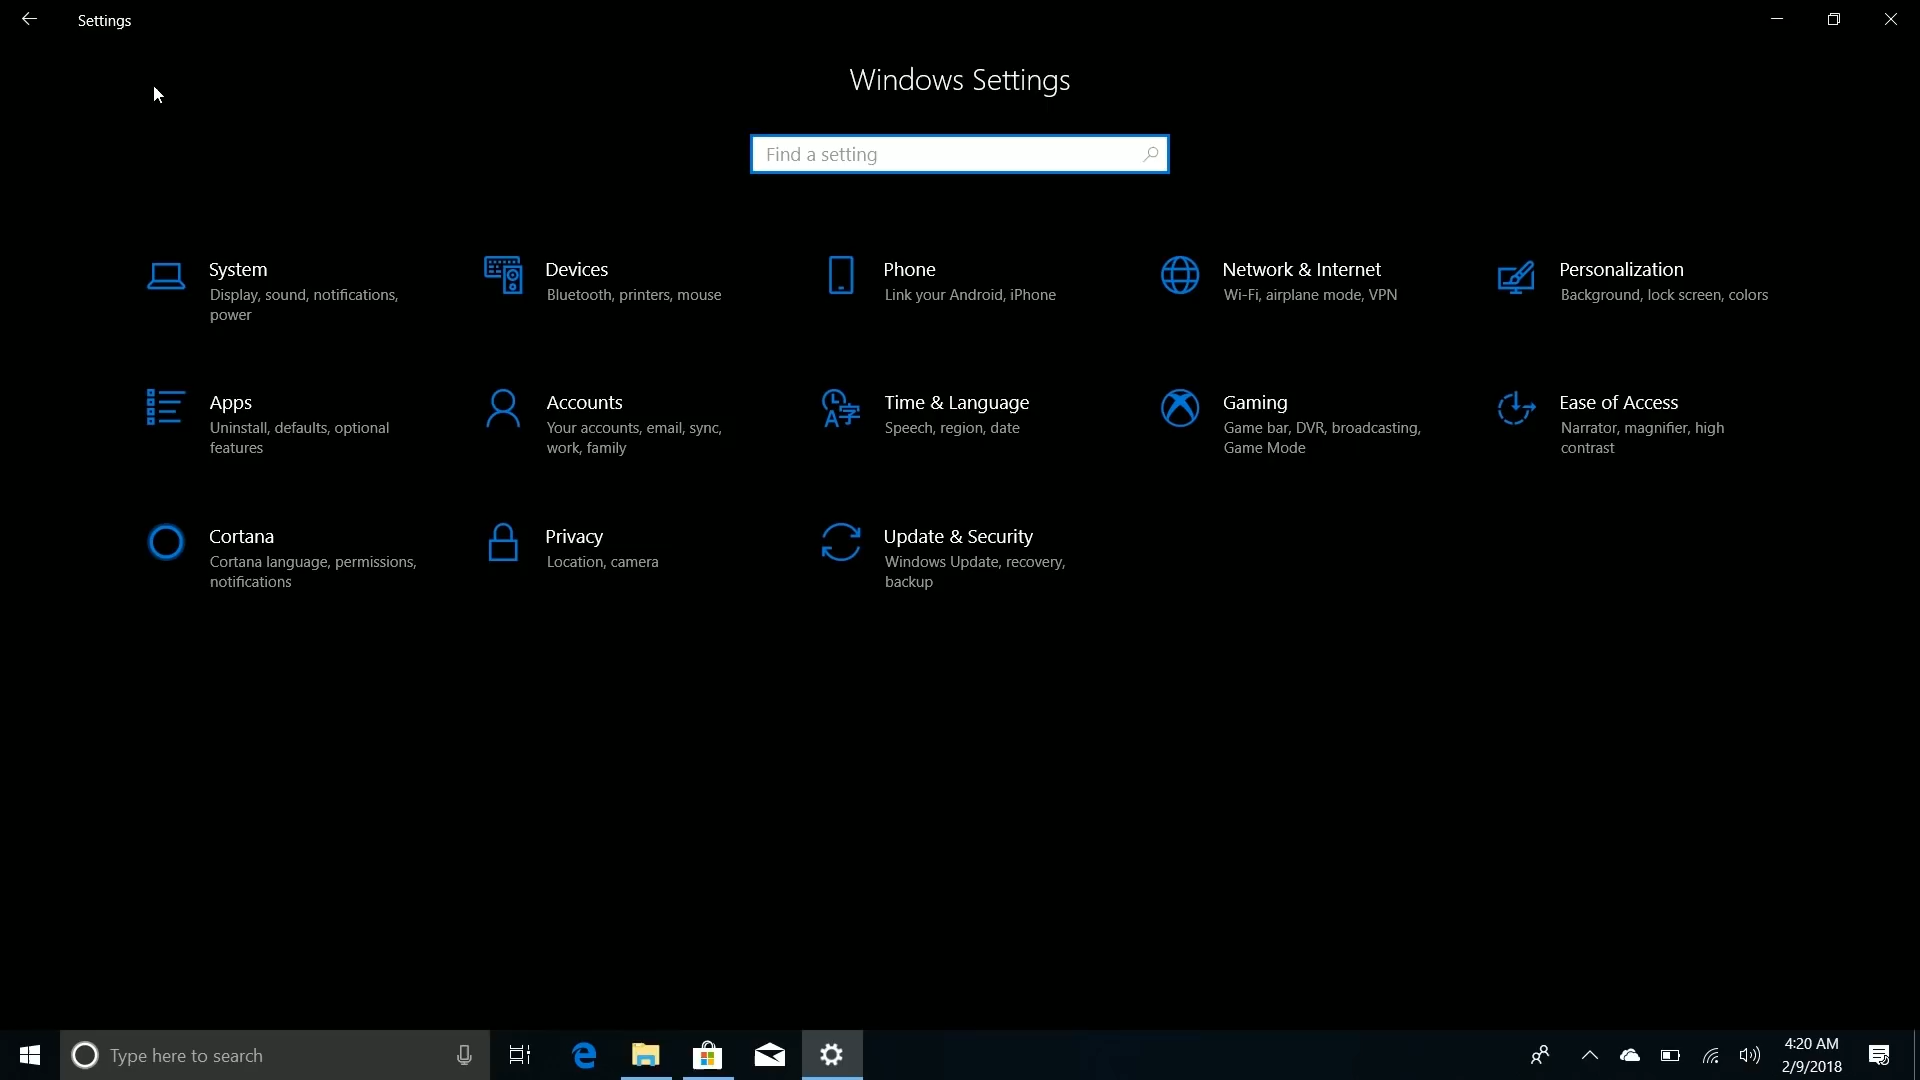 Settings
Windows Settings
Find a setting
System
Display, sound, notifications,
power
Devices
Bluetooth, printers, mouse
Phone
Link your Android, iPhone
Network & Internet
Wi-Fi, airplane mode, VPN
Personalization
Background, lock screen, colors
Apps
Uninstall, defaults, optional
features
Accounts
Your accounts, email, sync,
work, family
Time & Language
Speech, region, date
Gaming
Game bar, DVR, broadcasting,
Game Mode
Ease of Access
Narrator, magnifier, high
contrast
Cortana
Cortana language, permissions,
notifications
Privacy
Location, camera
Update & Security
Windows Update, recovery,
backup
Type here to search
4:20 AM
2/9/2018